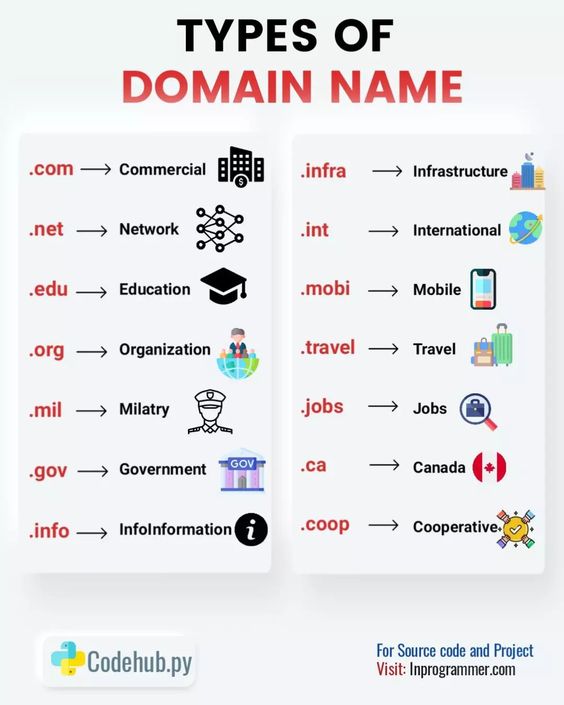 TYPES OF
DOMAIN NAME
.com → Commercial
.net → Network
.edu → Education
.org → Organization
.mil → Milatry
.gov → Government
GOV
.info → InfoInformation
i
.infra → Infrastructure
.int → International
.mobi → Mobile
.travel → Travel
.jobs → Jobs
.ca → Canada
.coop → Cooperative
Codehub.py
For Source code and Project
Visit: Inprogrammer.com